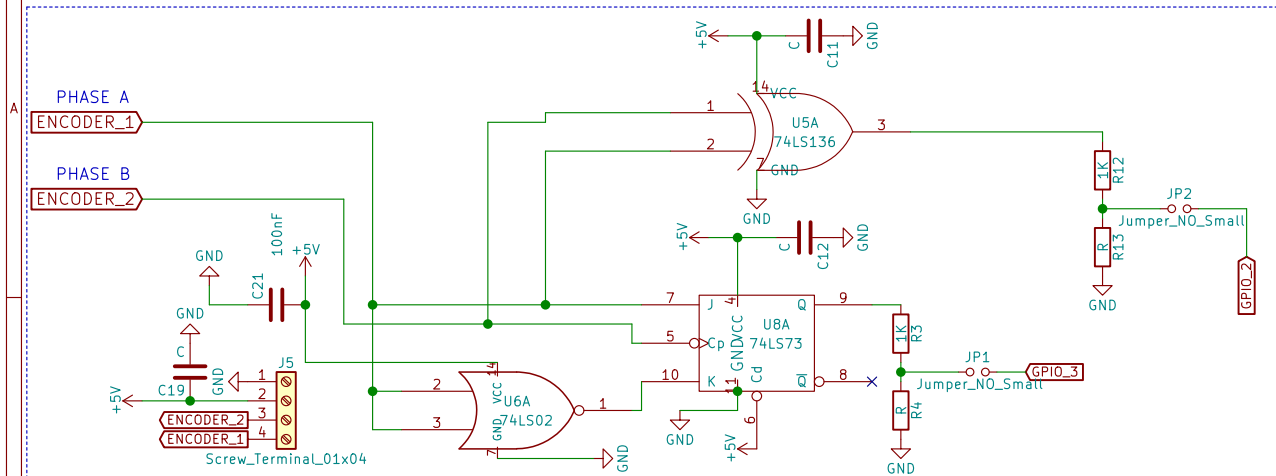 +5V
C
C11
GND
14
VCC
PHASE A
A
ENCODER_1
1
U5A
3
74LS136
2
7
GND
1K
R12
PHASE B
ENCODER_2
GND
JP2
Jumper_NO_Small
100nF
+5V
GND
+5V
C
C12
GND
R
R13
GND
GPIO_2
C21
GND
7
J
4
VCC
Q
9
U8A
74LS73
5
Cp
GND
1K
R3
C
C19
GND
J5
1
+5V
2
ENCODER_2
3
ENCODER_1
4
Screw_Terminal_01x04
14
VCC
2
U6A
74LS02
1
3
GND
7
GND
10
K
11
Cd
Q
8
6
GND
+5V
JP1
GPIO_3
Jumper_NO_Small
R
R4
GND